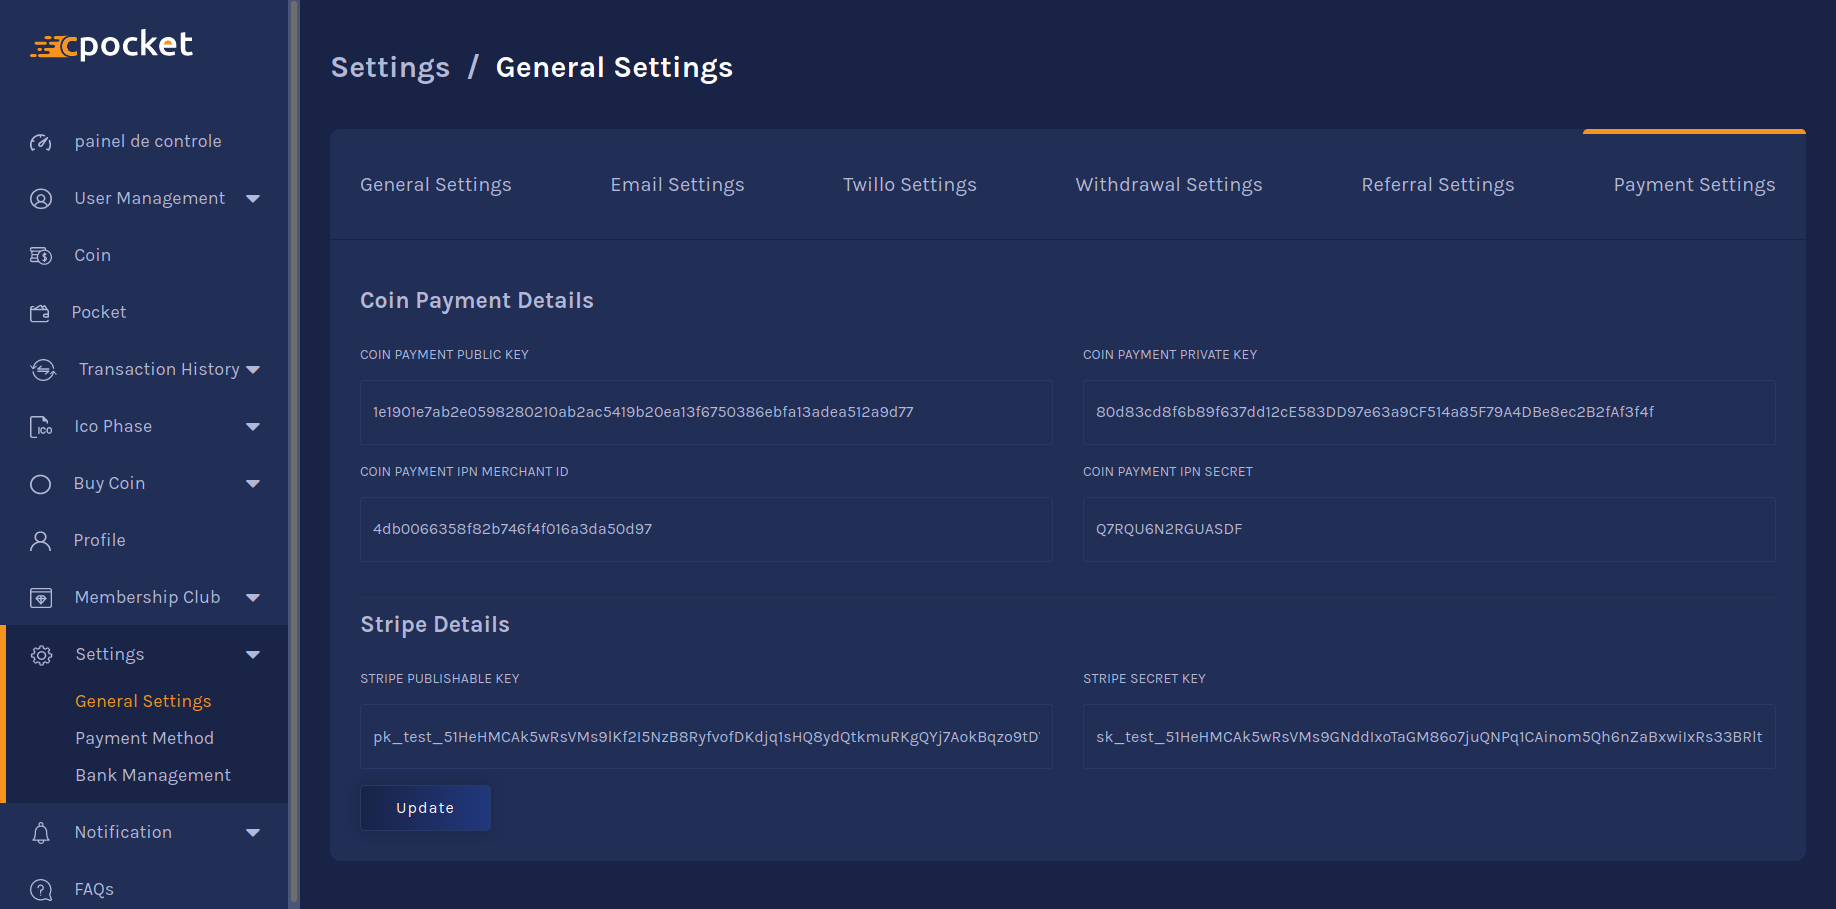 cpocket
painel de controle
User Management
Coin
Pocket
Transaction History
Ico Phase
ICO
Buy Coin
Profile
Membership Club
Settings
General Settings
Payment Method
Bank Management
Notification
FAQs
Settings / General Settings
General Settings Email Settings Twillo Settings Withdrawal Settings Referral Settings Payment Settings
Coin Payment Details
COIN PAYMENT PUBLIC KEY COIN PAYMENT PRIVATE KEY
1e1901e7ab2e0598280210ab2ac5419b20ea13f6750386ebfa13adea512a9d77 80d83cd8f6b89f637dd12cE583DD97e63a9CF514a85F79A4DBe8ec2B2fAf3f4f
COIN PAYMENT IPN MERCHANT ID COIN PAYMENT IPN SECRET
4db0066358f82b746f4f016a3da50d97 Q7RQU6N2RGUASDF
Stripe Details
STRIPE PUBLISHABLE KEY STRIPE SECRET KEY
pk_test_51HeHMCAk5wRsVMs9lKf2I5NzB8RyfvofDKdjq1sHQ8ydQtkmuRKgQYj7AokBqzo9tD sk_test_51HeHMCAk5wRsVMs9GNddIxoTaGM86o7juQNPq1CAinom5Qh6nZaBxwiIxRs33BRlt
Update